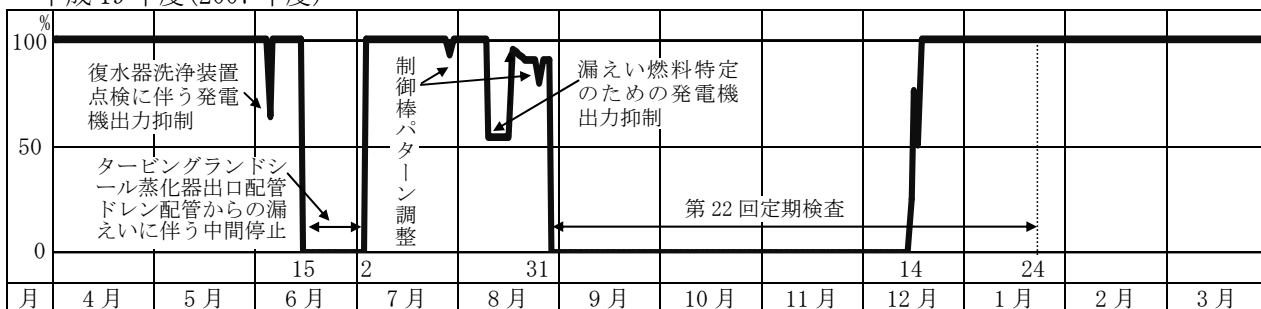 平成19年度(2007年度)
%
100
50
0
復水器洗浄装置
点検に伴う発電
機出力抑制
タービングランドシ
ール蒸化器出口配管
ドレン配管からの漏
えいに伴う中間停止
制御棒パターン調整
漏えい燃料特定
のための発電機
出力抑制
第22回定期検査
15
2
31
14
24
月 4月 5月 6月 7月 8月 9月 10月 11月 12月 1月 2月 3月